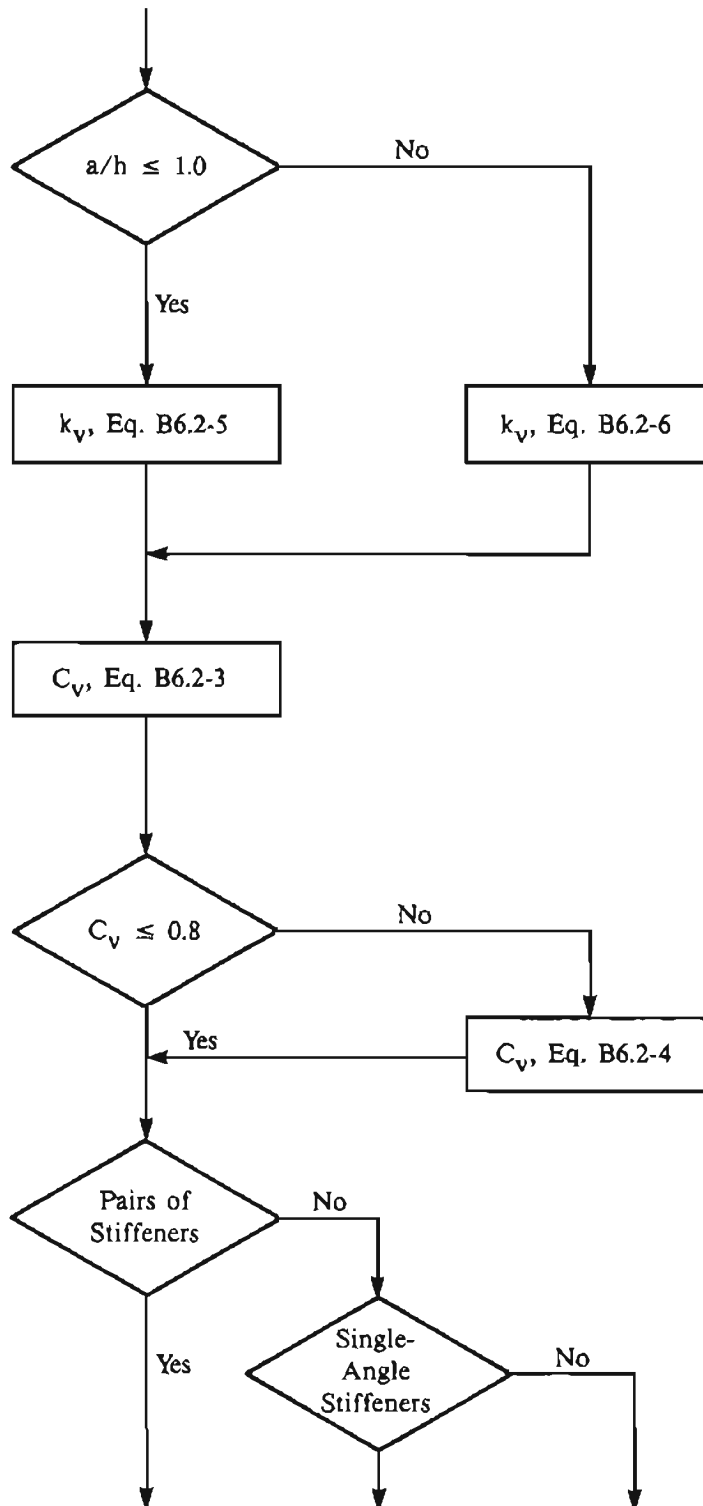 a/h ≤ 1.0
No
Yes
kᵥ, Eq. B6.2-5
kᵥ, Eq. B6.2-6
Cᵥ, Eq. B6.2-3
Cᵥ ≤ 0.8
No
Yes
Cᵥ, Eq. B6.2-4
Pairs of
Stiffeners
No
Yes
Single-
Angle
Stiffeners
No